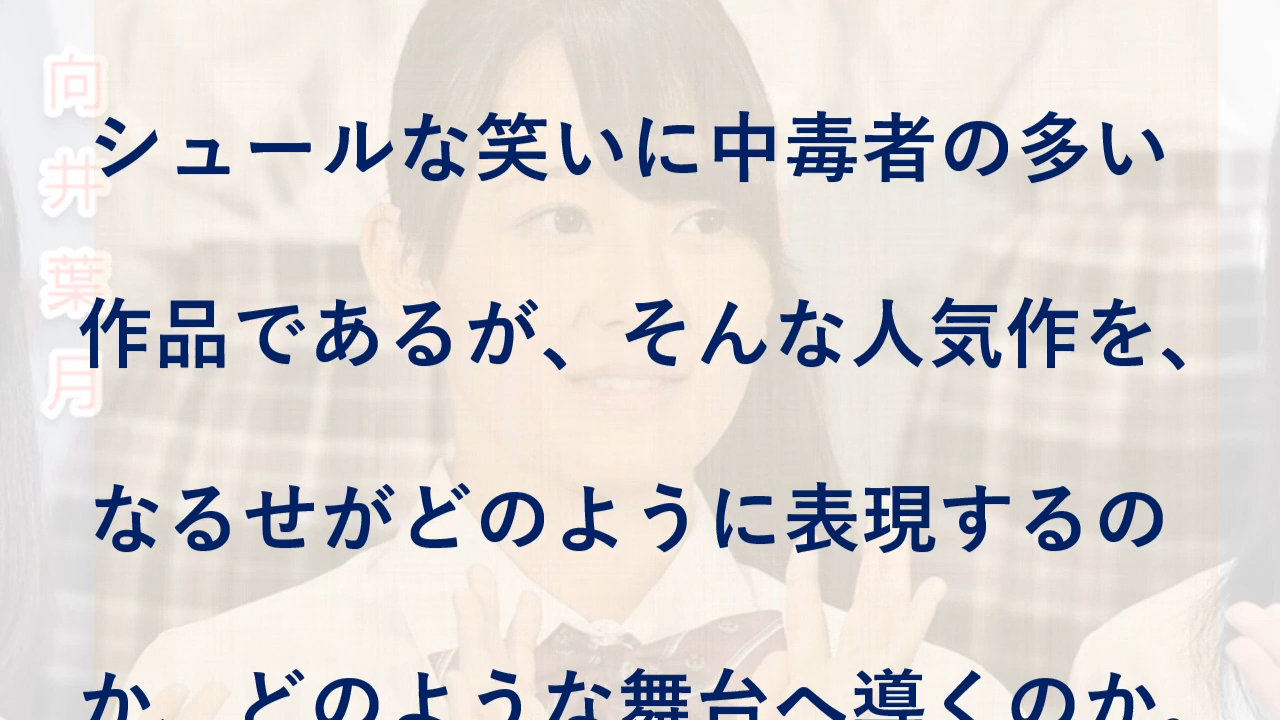 向井葉月
シュールな笑いに中毒者の多い
作品であるが、そんな人気作を、
なるせがどのように表現するの
か、どのような舞台へ導くのか。